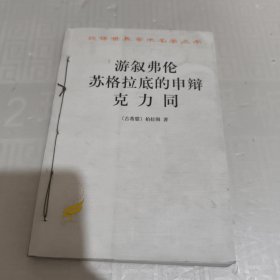 汉译世界学术名著丛书
游叙弗伦
苏格拉底的申辩
克力同
〔古希腊〕柏拉图 著